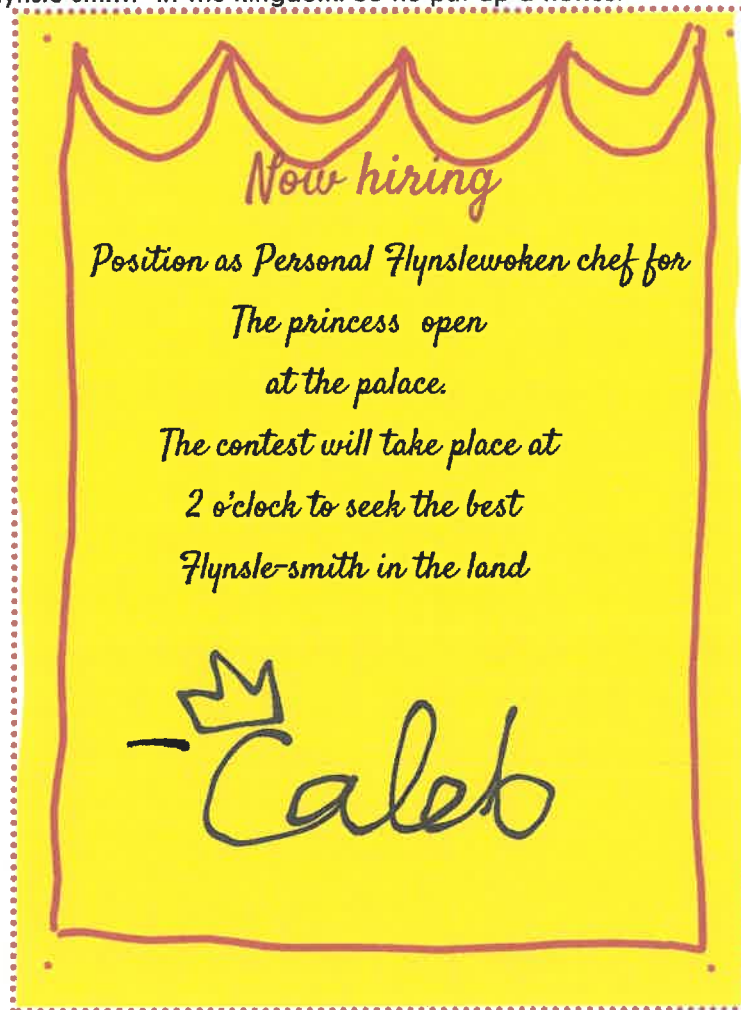 Now hiring
Position as Personal Flynslewoken chef for
The princess open
at the palace.
The contest will take place at
2 o'clock to seek the best
Flynsle-smith in the land
- Caleb